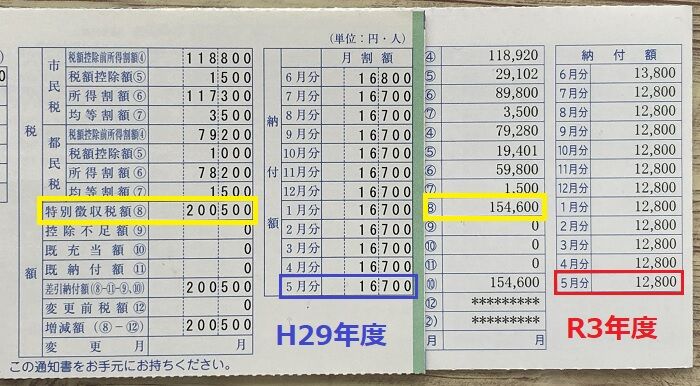 (単位:円・人)
市民税
税額控除前所得割額④ 118800
税額控除額⑤ 1500
所得割額⑥ 117300
均等割額⑦ 3500
都民税
税額控除前所得割額④ 79200
税額控除額⑤ 1000
所得割額⑥ 78200
均等割額⑦ 1500
税額
特別徴収税額⑧ 200500
控除不足額⑨ 0
既充当額⑩ 0
既納付額⑪ 0
差引納付額(⑧-⑪-⑨、⑩) 200500
変更前税額⑫ 0
増減額(⑧-⑫) 200500
変更月 月
この通知書をお手元にお持ちください。
納付額
月割額
6月分 16800
7月分 16700
8月分 16700
9月分 16700
10月分 16700
11月分 16700
12月分 16700
1月分 16700
2月分 16700
3月分 16700
4月分 16700
5月分 16700
H29年度
④ 118,920
⑤ 29,102
⑥ 89,800
⑦ 3,500
④ 79,280
⑤ 19,401
⑥ 59,800
⑦ 1,500
⑧ 154,600
⑨ 0
⑩ 0
⑪ 0
⑩ 154,600
⑫ *********
②) *********
月 月
納付額
6月分 13,800
7月分 12,800
8月分 12,800
9月分 12,800
10月分 12,800
11月分 12,800
12月分 12,800
1月分 12,800
2月分 12,800
3月分 12,800
4月分 12,800
5月分 12,800
R3年度